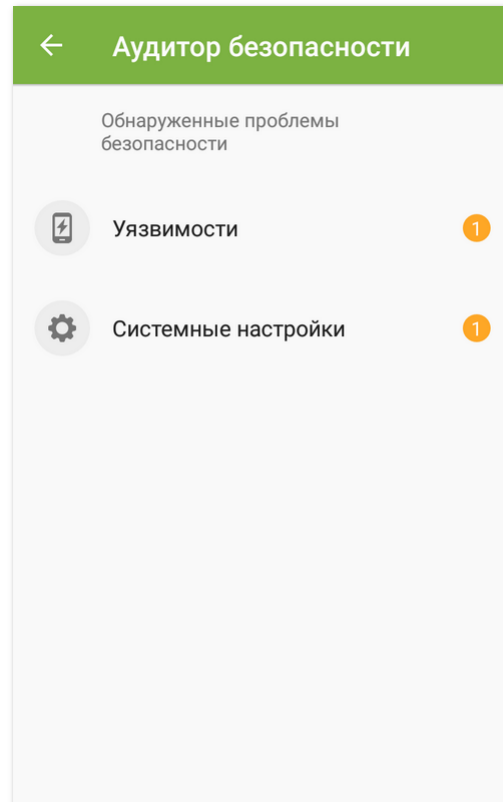 Аудитор безопасности
Обнаруженные проблемы
безопасности
Уязвимости 1
Системные настройки 1